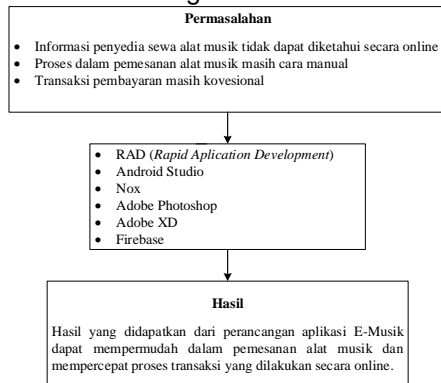 Permasalahan
• Informasi penyedia sewa alat musik tidak dapat diketahui secara online
• Proses dalam pemesanan alat musik masih cara manual
• Transaksi pembayaran masih kovesional
• RAD (Rapid Aplication Development)
• Android Studio
• Nox
• Adobe Photoshop
• Adobe XD
• Firebase
Hasil
Hasil yang didapatkan dari perancangan aplikasi E-Musik
dapat mempermudah dalam pemesanan alat musik dan
mempercepat proses transaksi yang dilakukan secara online.